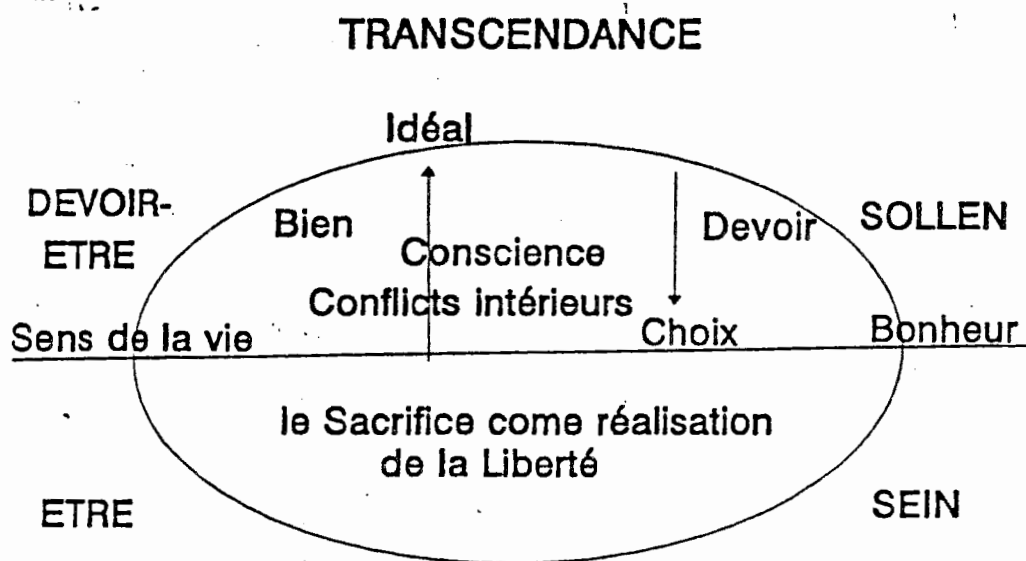 TRANSCENDANCE
Idéal
DEVOIR-
ETRE
Bien
Devoir
SOLLEN
Conscience
Conflicts intérieurs
Sens de la vie
Choix
Bonheur
le Sacrifice come réalisation
de la Liberté
ETRE
SEIN